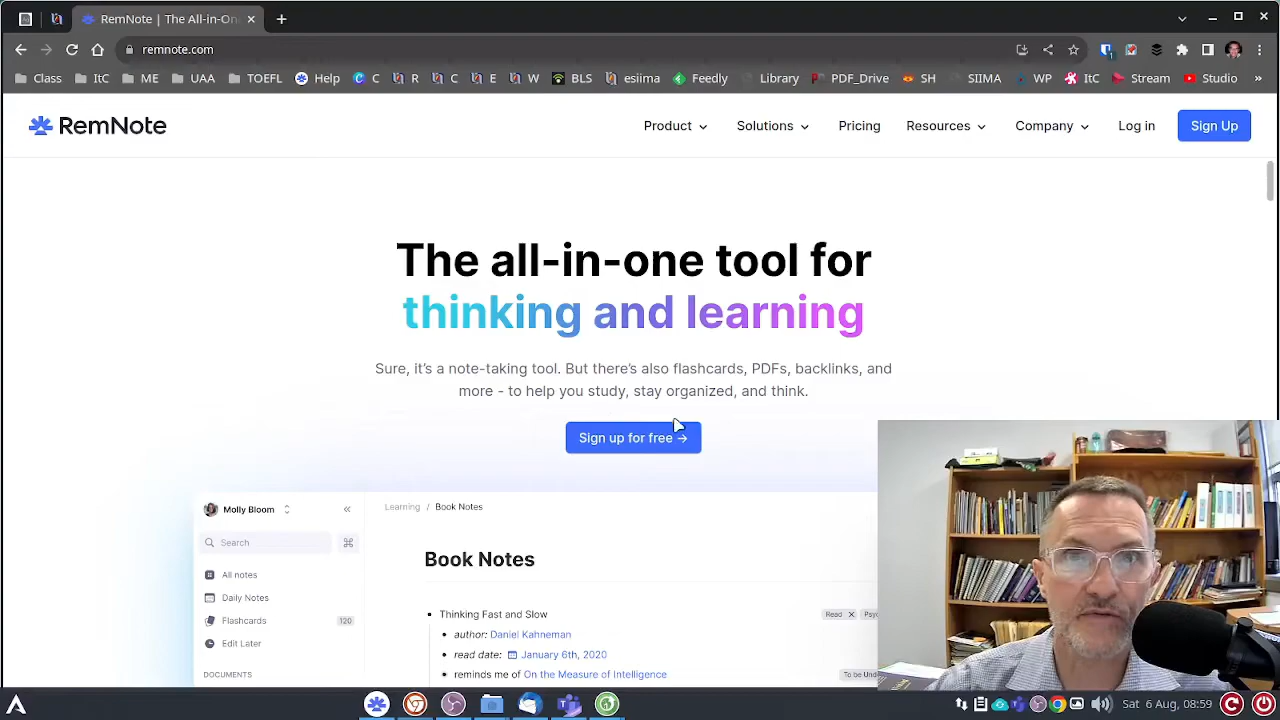 RemNote | The All-in-On
remnote.com
Class ItC ME UAA TOEFL Help C R C E W BLS esiima Feedly Library PDF_Drive SH SIIMA WP ItC Stream Studio »
RemNote Product Solutions Pricing Resources Company Log in Sign Up
The all-in-one tool for
thinking and learning
Sure, it's a note-taking tool. But there's also flashcards, PDFs, backlinks, and
more - to help you study, stay organized, and think.
Sign up for free →
Molly Bloom
Learning / Book Notes
Search
Book Notes
All notes
Daily Notes
Thinking Fast and Slow Read
Flashcards 120
author: Daniel Kahneman
Edit Later
read date: January 6th, 2020
DOCUMENTS
reminds me of On the Measure of Intelligence To be
Sat 6 Aug, 08:59